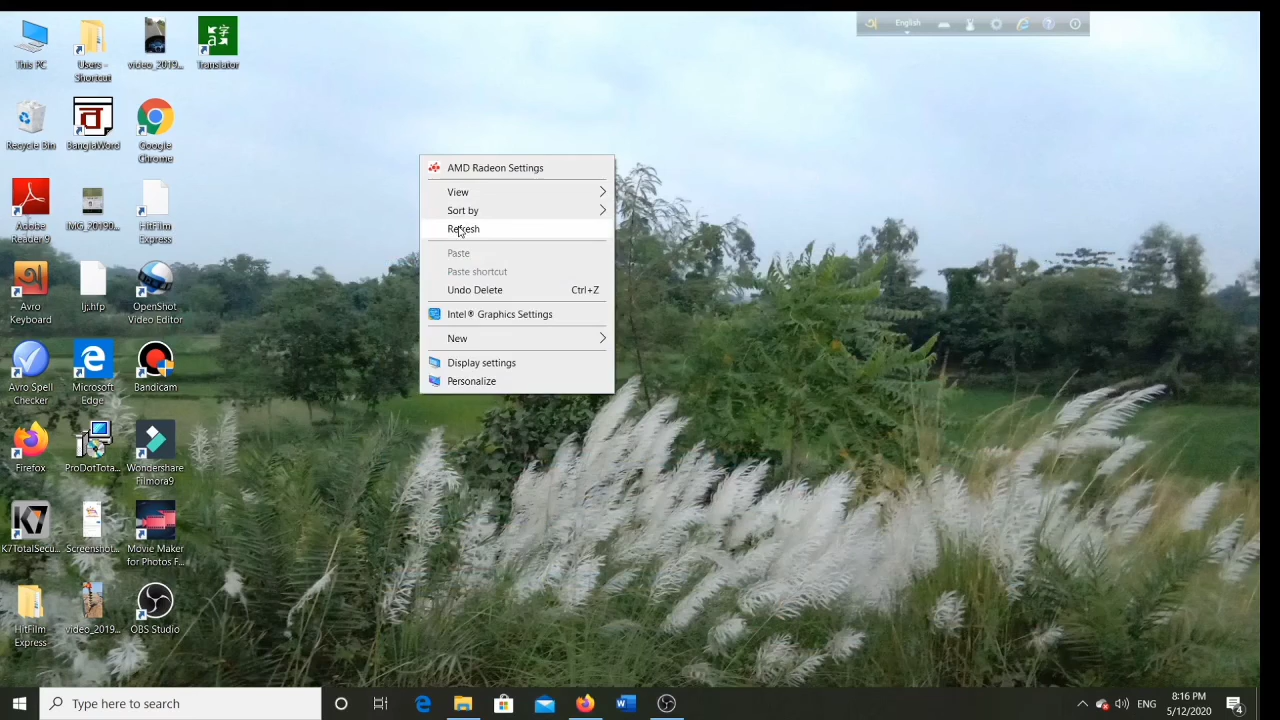 This PC
Users -
Shortcut
video_2019...
Translator
English
Recycle Bin
BanglaWord
Google
Chrome
Adobe
Reader 9
IMG_20190...
HitFilm
Express
Avro
Keyboard
lj;.hfp
OpenShot
Video Editor
Avro Spell
Checker
Microsoft
Edge
Bandicam
Firefox
ProDotTota...
Wondershare
Filmora9
K7TotalSecu...
Screenshot...
Movie Maker
for Photos F...
HitFilm
Express
video_2019...
OBS Studio
AMD Radeon Settings
View
Sort by
Refresh
Paste
Paste shortcut
Undo Delete Ctrl+Z
Intel® Graphics Settings
New
Display settings
Personalize
Type here to search
ENG
8:16 PM
5/12/2020
4